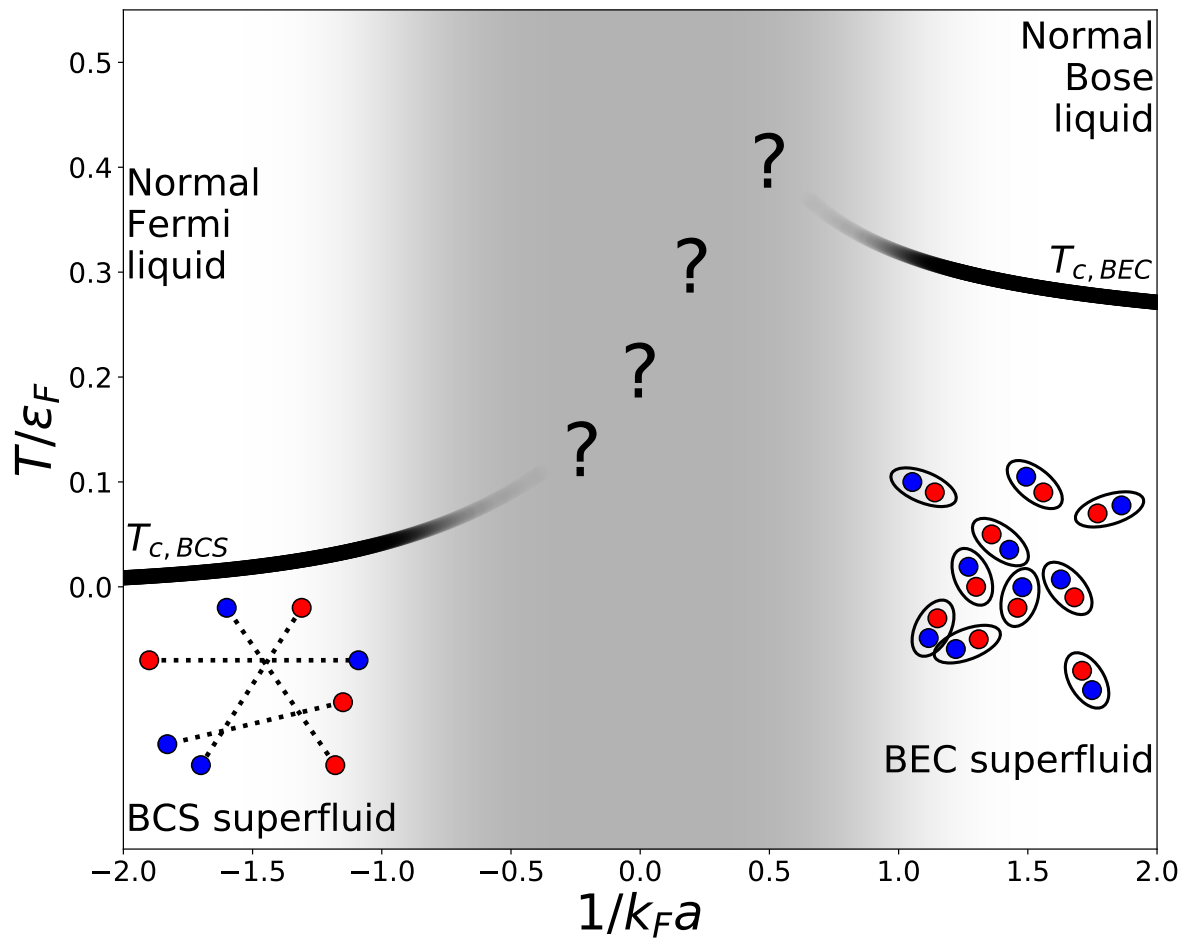 Normal
Bose
liquid
Normal
Fermi
liquid
?
?
?
?
T_{c, BEC}
T_{c, BCS}
BCS superfluid
BEC superfluid
0.5
0.4
0.3
0.2
0.1
0.0
T/ε_F
−2.0 −1.5 −1.0 −0.5 0.0 0.5 1.0 1.5 2.0
1/k_F a